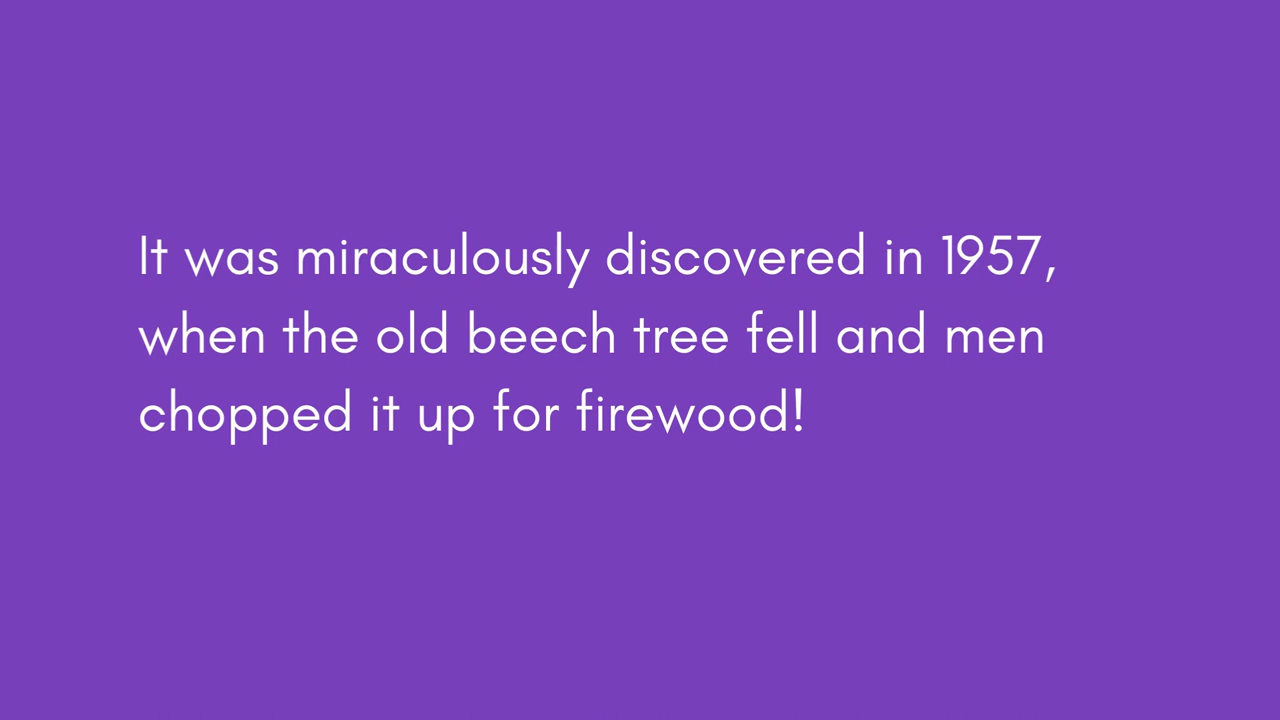 It was miraculously discovered in 1957,
when the old beech tree fell and men
chopped it up for firewood!